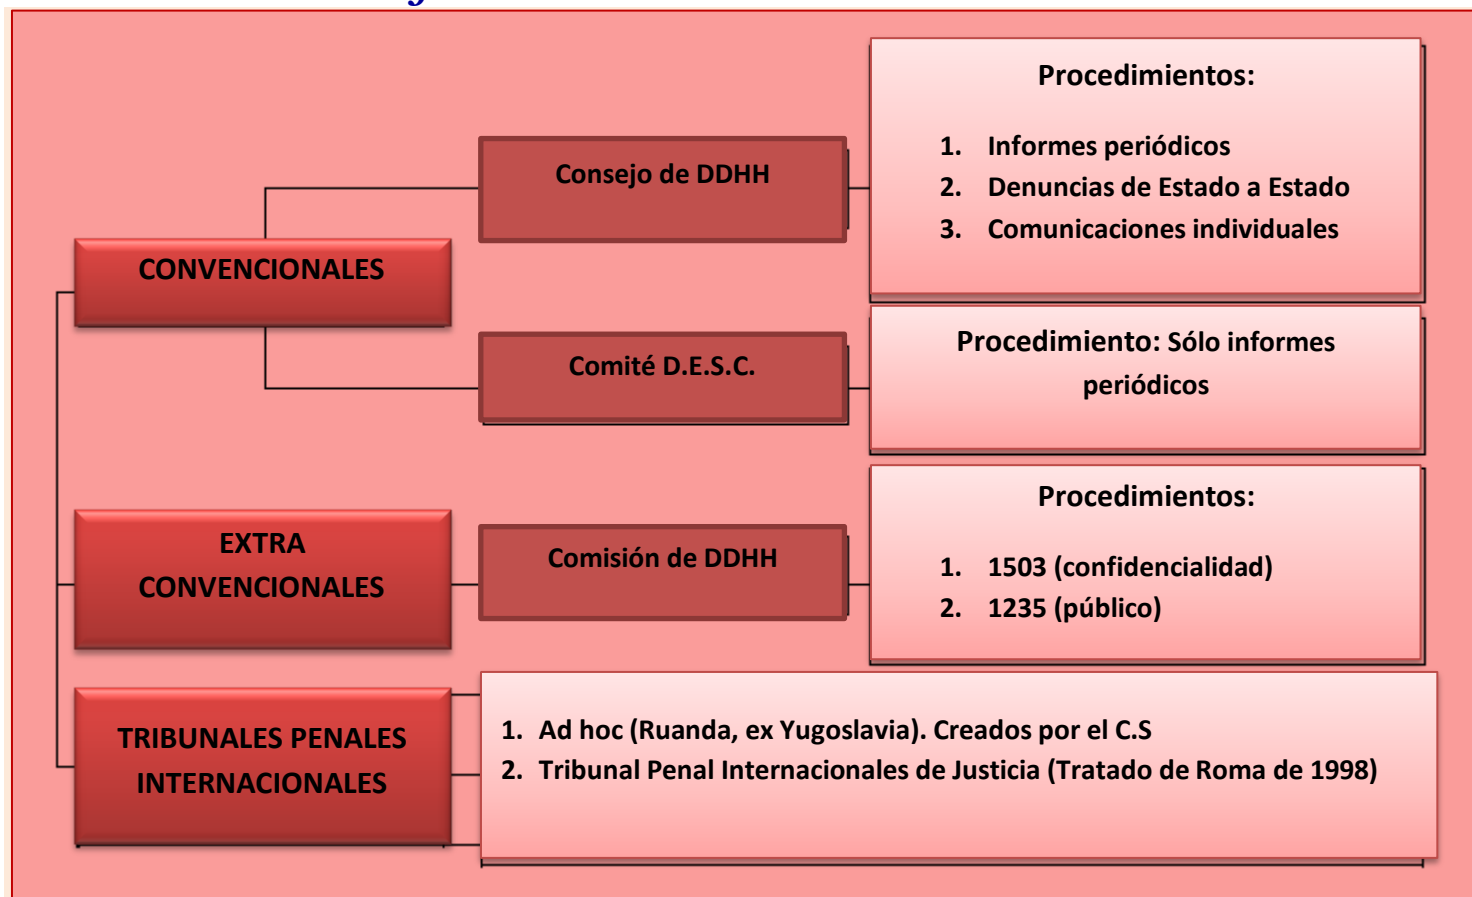 CONVENCIONALES
Consejo de DDHH
Procedimientos:
1. Informes periódicos
2. Denuncias de Estado a Estado
3. Comunicaciones individuales
Comité D.E.S.C.
Procedimiento: Sólo informes
periódicos
EXTRA
CONVENCIONALES
Comisión de DDHH
Procedimientos:
1. 1503 (confidencialidad)
2. 1235 (público)
TRIBUNALES PENALES
INTERNACIONALES
1. Ad hoc (Ruanda, ex Yugoslavia). Creados por el C.S
2. Tribunal Penal Internacionales de Justicia (Tratado de Roma de 1998)